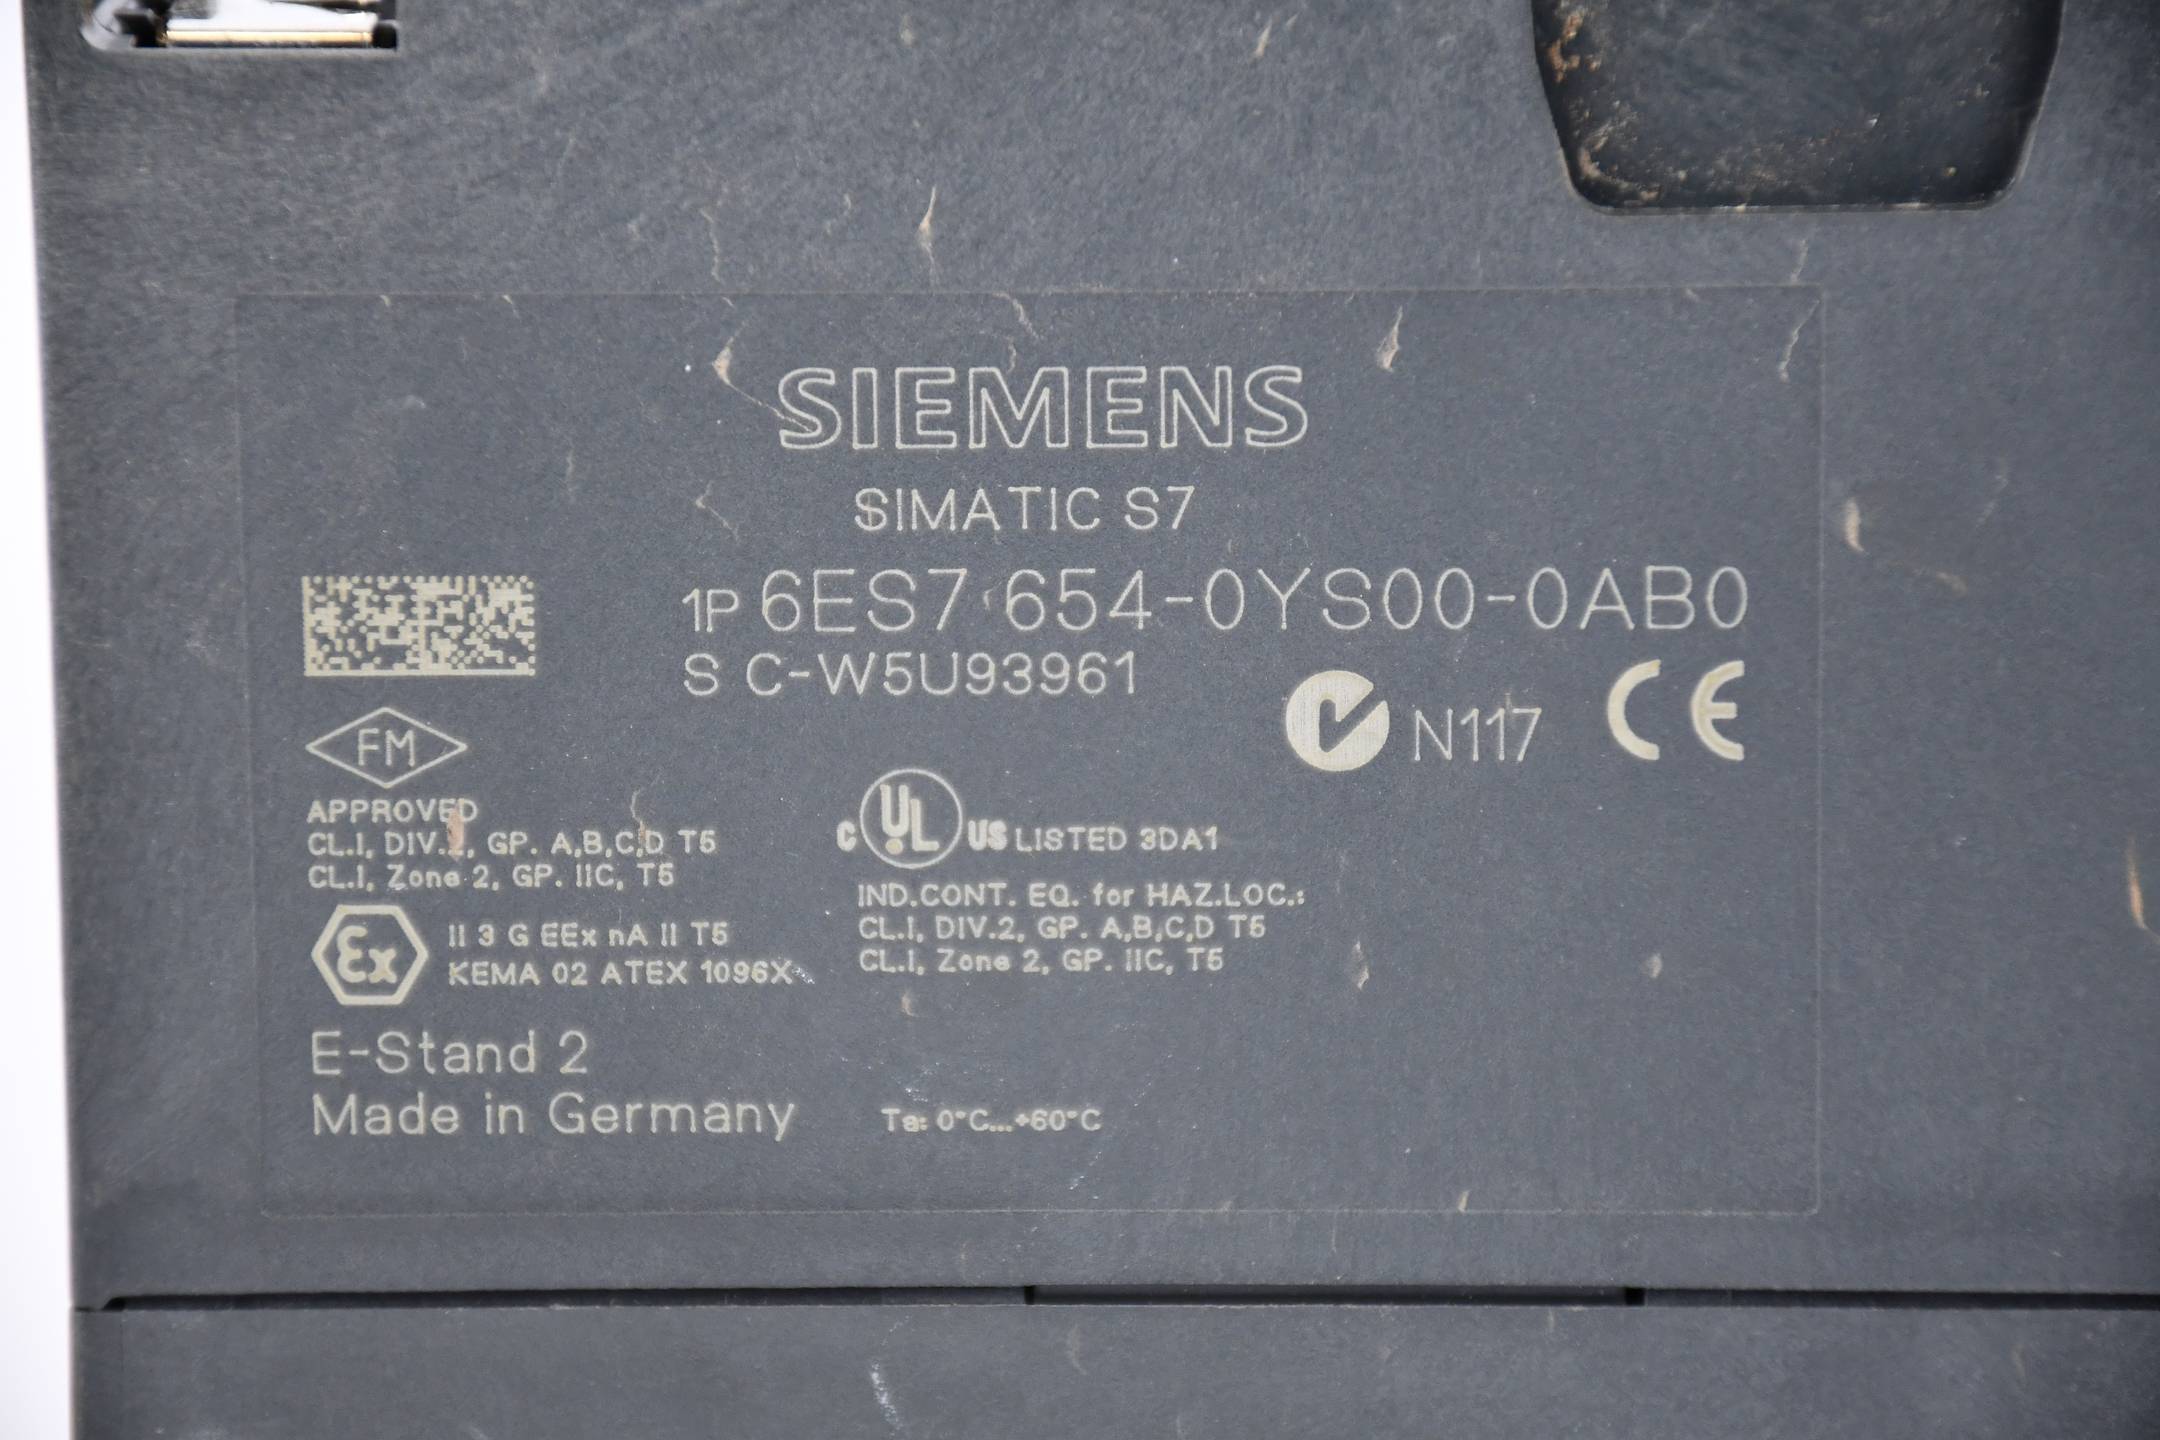 SIEMENS
SIMATIC S7
1P 6ES7 654-0YS00-0AB0
S C-W5U93961
N117 CE
FM
APPROVED
CL.I, DIV.2, GP. A,B,C,D T5
CL.I, Zone 2, GP. IIC, T5
C UL US LISTED 3DA1
IND.CONT. EQ. for HAZ.LOC.:
CL.I, DIV.2, GP. A,B,C,D T5
CL.I, Zone 2, GP. IIC, T5
Ex II 3 G EEx nA II T5
KEMA 02 ATEX 1096X
E-Stand 2
Made in Germany
Ta: 0°C...+60°C